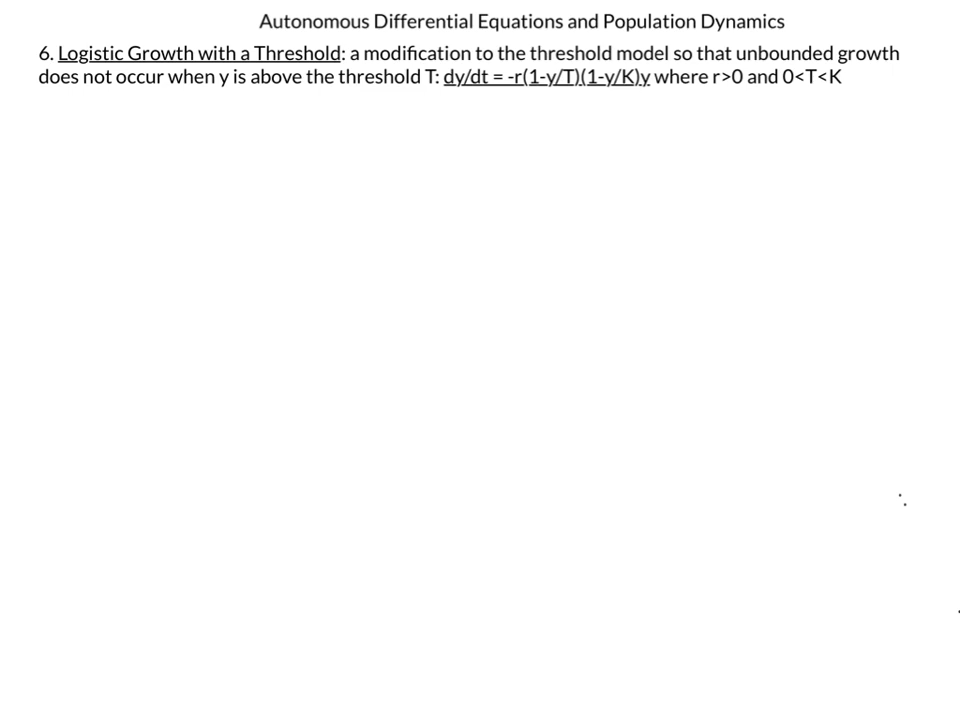 Autonomous Differential Equations and Population Dynamics
6. Logistic Growth with a Threshold: a modification to the threshold model so that unbounded growth
does not occur when y is above the threshold T: dy/dt = -r(1-y/T)(1-y/K)y where r>0 and 0<T<K